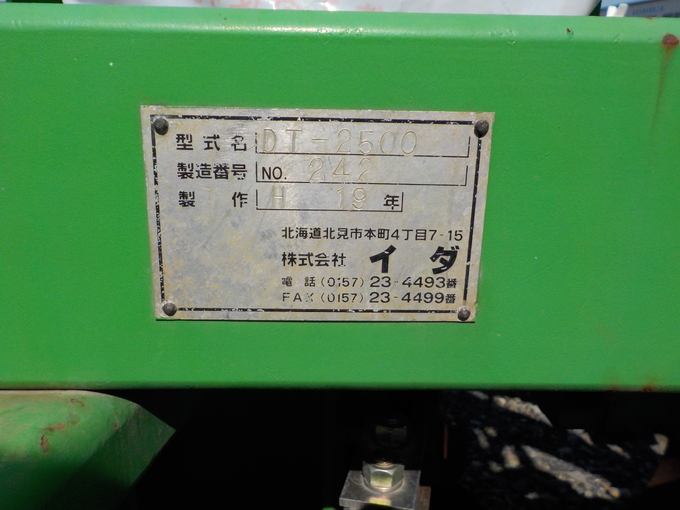 型式名 DT-2500
製造番号 NO. 242
製作 H 19年
北海道北見市本町4丁目7-15
株式会社 イダ
電話(0157)23-4493番
FAX(0157)23-4499番